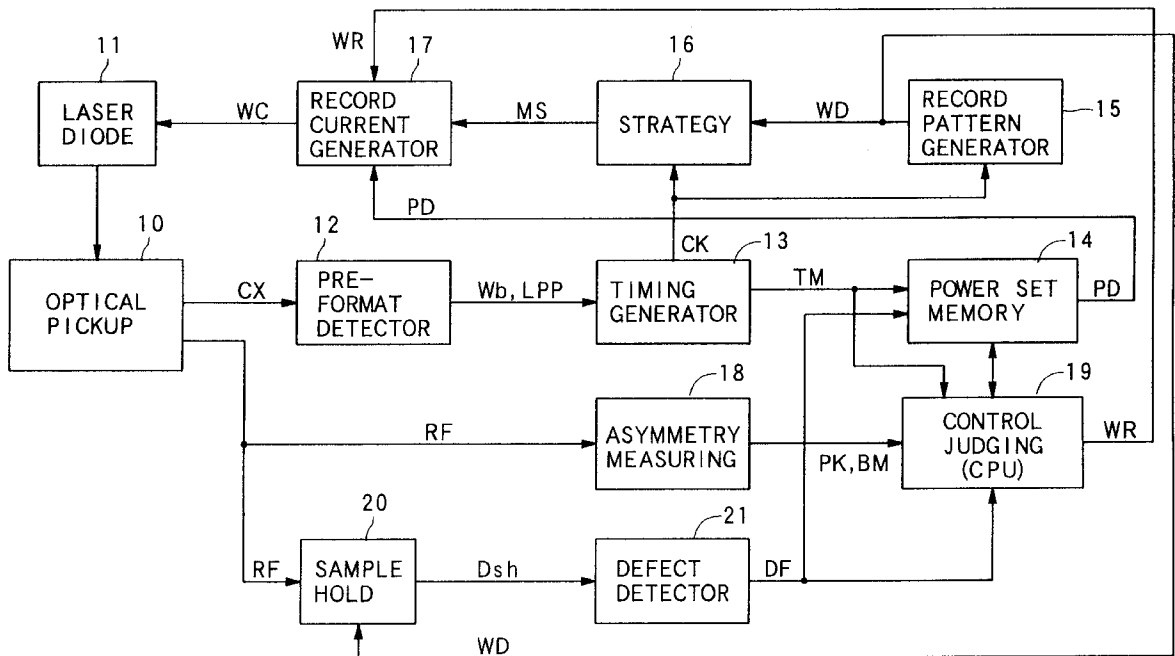 11
LASER
DIODE
WC
WR
17
RECORD
CURRENT
GENERATOR
MS
16
STRATEGY
WD
RECORD
PATTERN
GENERATOR
15
PD
10
OPTICAL
PICKUP
CX
12
PRE-
FORMAT
DETECTOR
Wb, LPP
CK
13
TIMING
GENERATOR
TM
14
POWER SET
MEMORY
PD
RF
18
ASYMMETRY
MEASURING
PK, BM
19
CONTROL
JUDGING
(CPU)
WR
RF
20
SAMPLE
HOLD
Dsh
21
DEFECT
DETECTOR
DF
WD